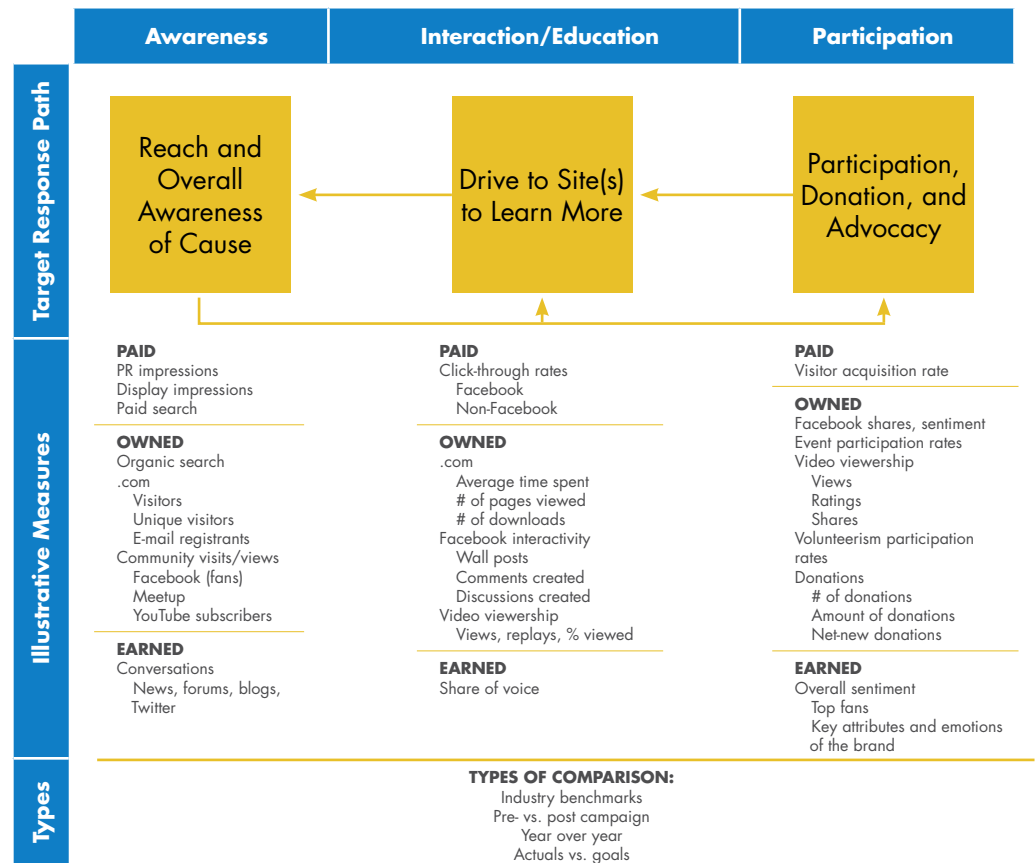 Awareness
Interaction/Education
Participation
Target Response Path
Reach and
Overall
Awareness
of Cause
Drive to Site(s)
to Learn More
Participation,
Donation, and
Advocacy
Illustrative Measures
PAID
PR impressions
Display impressions
Paid search
OWNED
Organic search
.com
Visitors
Unique visitors
E-mail registrants
Community visits/views
Facebook (fans)
Meetup
YouTube subscribers
EARNED
Conversations
News, forums, blogs,
Twitter
PAID
Click-through rates
Facebook
Non-Facebook
OWNED
.com
Average time spent
# of pages viewed
# of downloads
Facebook interactivity
Wall posts
Comments created
Discussions created
Video viewership
Views, replays, % viewed
EARNED
Share of voice
PAID
Visitor acquisition rate
OWNED
Facebook shares, sentiment
Event participation rates
Video viewership
Views
Ratings
Shares
Volunteerism participation
rates
Donations
# of donations
Amount of donations
Net-new donations
EARNED
Overall sentiment
Top fans
Key attributes and emotions
of the brand
Types
TYPES OF COMPARISON:
Industry benchmarks
Pre- vs. post campaign
Year over year
Actuals vs. goals